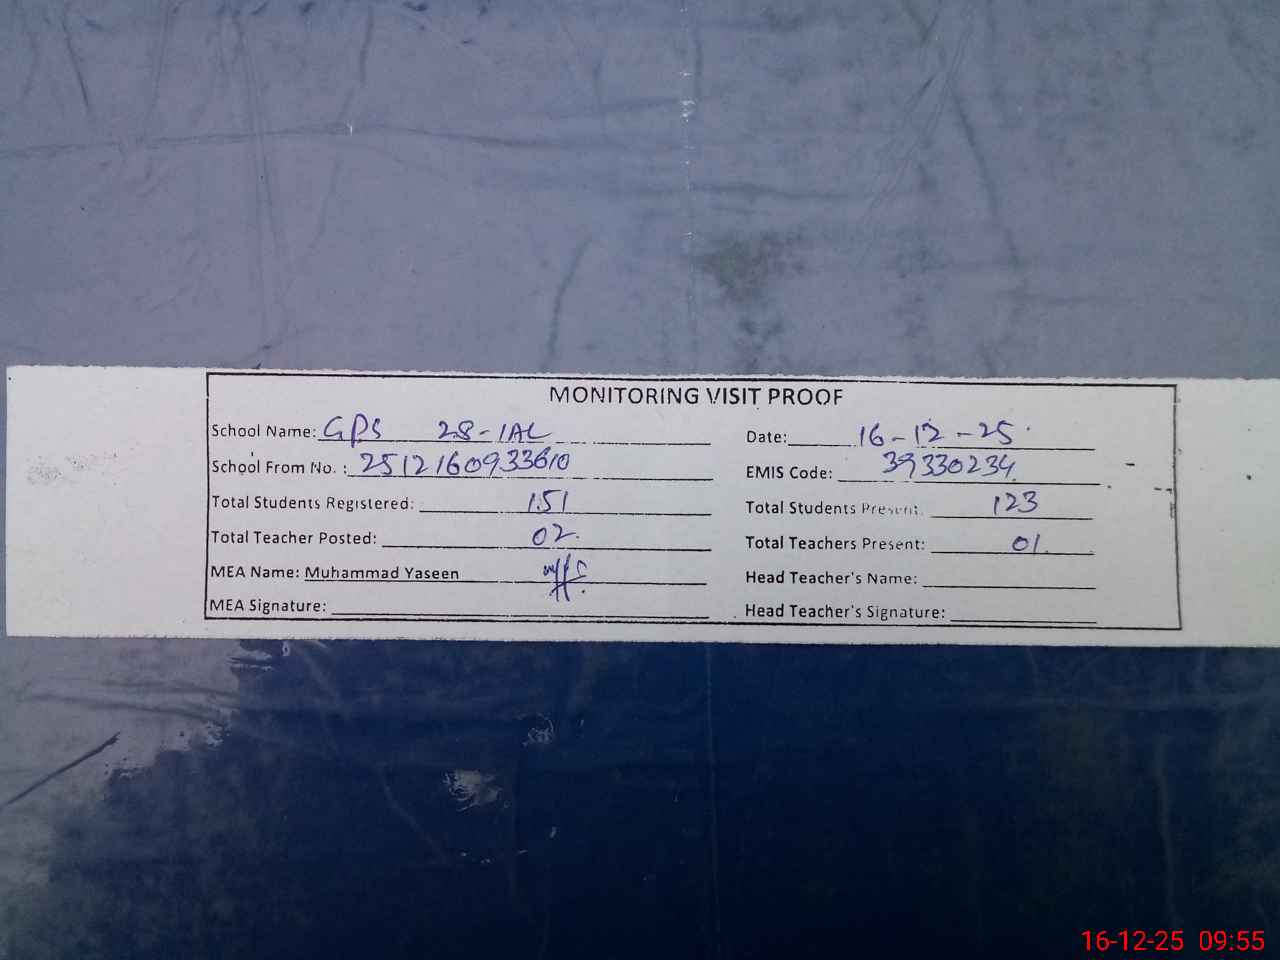 MONITORING VISIT PROOF
School Name: GPS 28-1AL Date: 16-12-25
School From No. : 2512160933610 EMIS Code: 39330234
Total Students Registered: 151 Total Students Present: 123
Total Teacher Posted: 02. Total Teachers Present: 01.
MEA Name: Muhammad Yaseen Head Teacher's Name:
MEA Signature: Head Teacher's Signature:
16-12-25 09:55